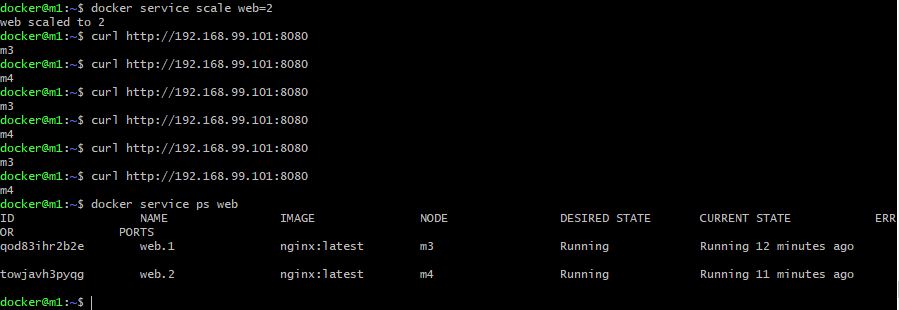 docker@m1:~$ docker service scale web=2
web scaled to 2
docker@m1:~$ curl http://192.168.99.101:8080
m3
docker@m1:~$ curl http://192.168.99.101:8080
m4
docker@m1:~$ curl http://192.168.99.101:8080
m3
docker@m1:~$ curl http://192.168.99.101:8080
m4
docker@m1:~$ curl http://192.168.99.101:8080
m3
docker@m1:~$ curl http://192.168.99.101:8080
m4
docker@m1:~$ docker service ps web
ID                  NAME                IMAGE               NODE                DESIRED STATE       CURRENT STATE            ERR
OR               PORTS
qod83ihr2b2e        web.1               nginx:latest        m3                  Running             Running 12 minutes ago
towjavh3pyqg        web.2               nginx:latest        m4                  Running             Running 11 minutes ago
docker@m1:~$